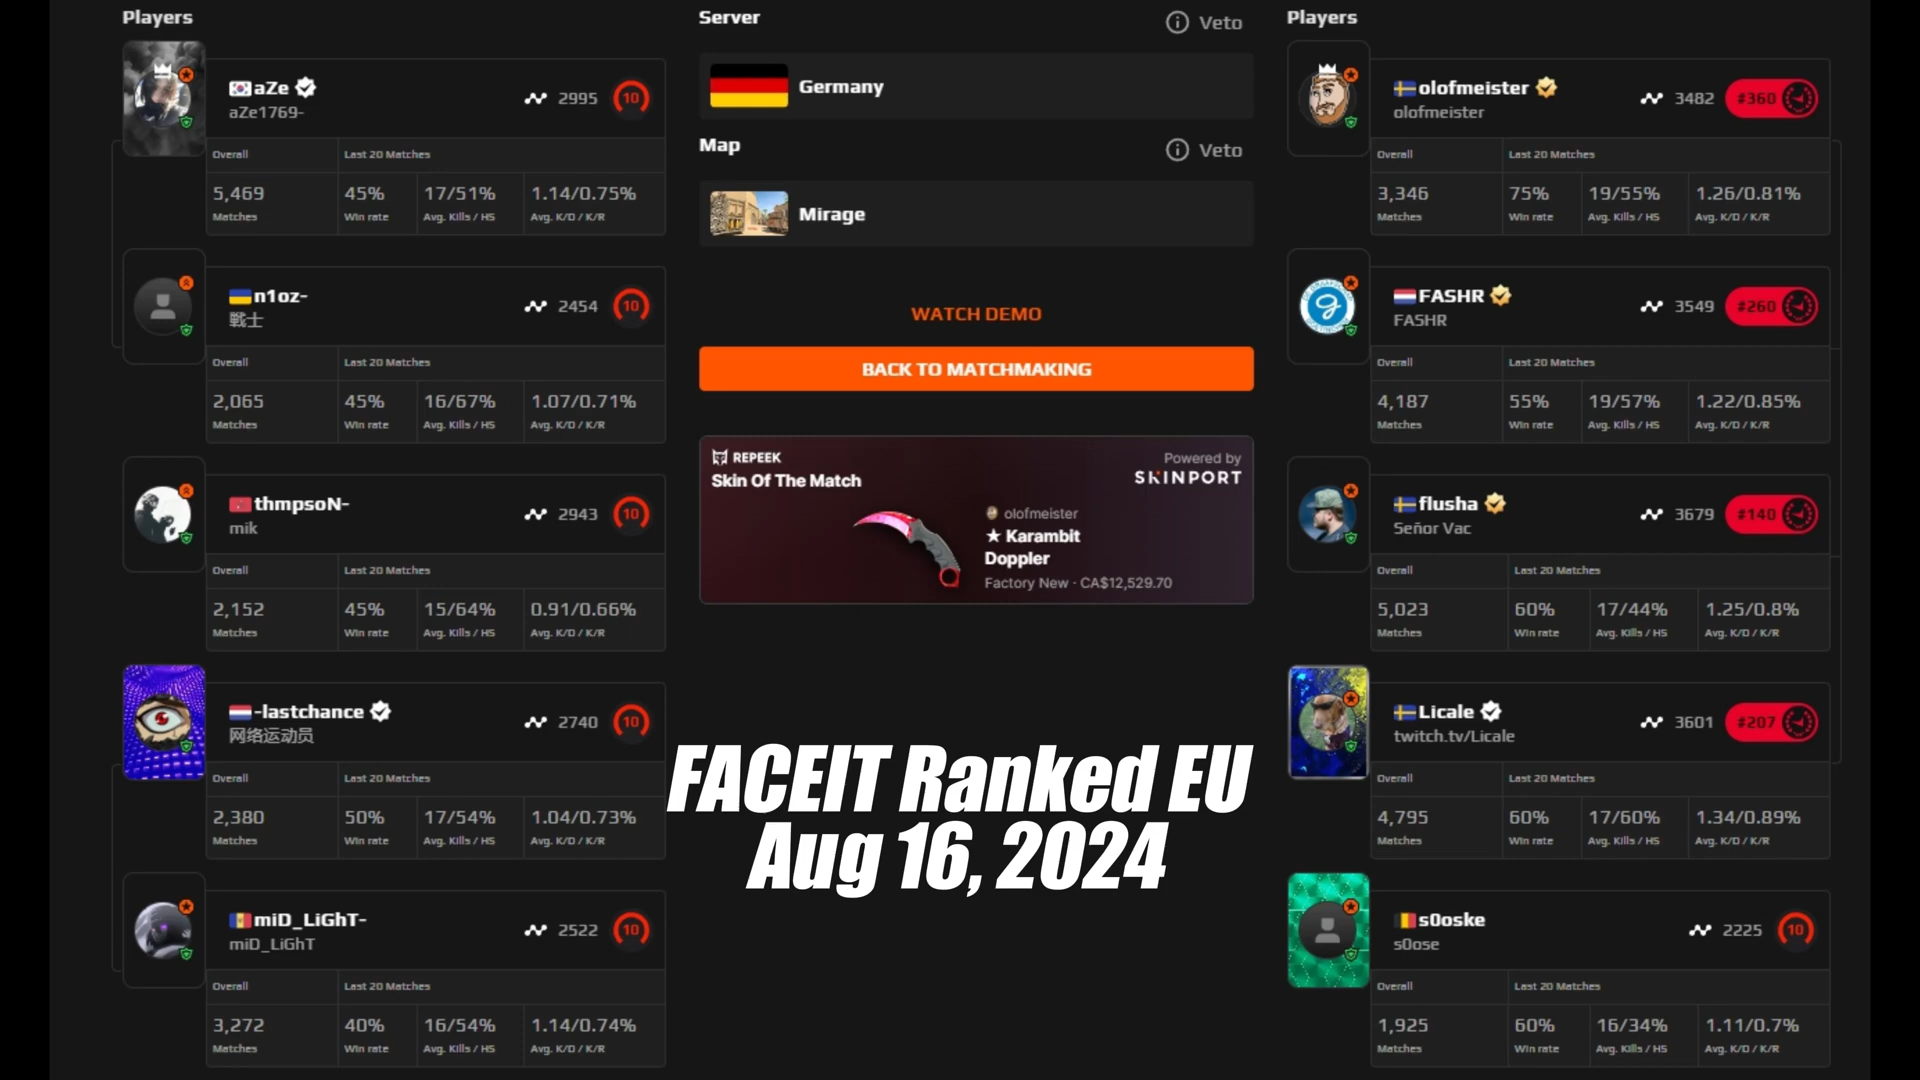 Players
aZe
aZe1769-
2995
10
Overall
Last 20 Matches
5,469
45%
17/51%
1.14/0.75%
Matches
Win rate
Avg. Kills / HS
Avg. K/D / K/R
n1oz-
戦士
2454
10
Overall
Last 20 Matches
2,065
45%
16/67%
1.07/0.71%
Matches
Win rate
Avg. Kills / HS
Avg. K/D / K/R
thmpsoN-
mik
2943
10
Overall
Last 20 Matches
2,152
45%
15/64%
0.91/0.66%
Matches
Win rate
Avg. Kills / HS
Avg. K/D / K/R
-lastchance
网络运动员
2740
10
Overall
Last 20 Matches
2,380
50%
17/54%
1.04/0.73%
Matches
Win rate
Avg. Kills / HS
Avg. K/D / K/R
miD_LiGhT-
miD_LiGhT
2522
10
Overall
Last 20 Matches
3,272
40%
16/54%
1.14/0.74%
Matches
Win rate
Avg. Kills / HS
Avg. K/D / K/R
Server
Veto
Germany
Map
Veto
Mirage
WATCH DEMO
BACK TO MATCHMAKING
REPEEK
Skin Of The Match
Powered by
SKINPORT
olofmeister
★ Karambit
Doppler
Factory New · CA$12,529.70
FACEIT Ranked EU
Aug 16, 2024
Players
olofmeister
olofmeister
3482
#360
Overall
Last 20 Matches
3,346
75%
19/55%
1.26/0.81%
Matches
Win rate
Avg. Kills / HS
Avg. K/D / K/R
FASHR
FASHR
3549
#260
Overall
Last 20 Matches
4,187
55%
19/57%
1.22/0.85%
Matches
Win rate
Avg. Kills / HS
Avg. K/D / K/R
flusha
Señor Vac
3679
#140
Overall
Last 20 Matches
5,023
60%
17/44%
1.25/0.8%
Matches
Win rate
Avg. Kills / HS
Avg. K/D / K/R
Licale
twitch.tv/Licale
3601
#207
Overall
Last 20 Matches
4,795
60%
17/60%
1.34/0.89%
Matches
Win rate
Avg. Kills / HS
Avg. K/D / K/R
s0oske
s0ose
2225
10
Overall
Last 20 Matches
1,925
60%
16/34%
1.11/0.7%
Matches
Win rate
Avg. Kills / HS
Avg. K/D / K/R